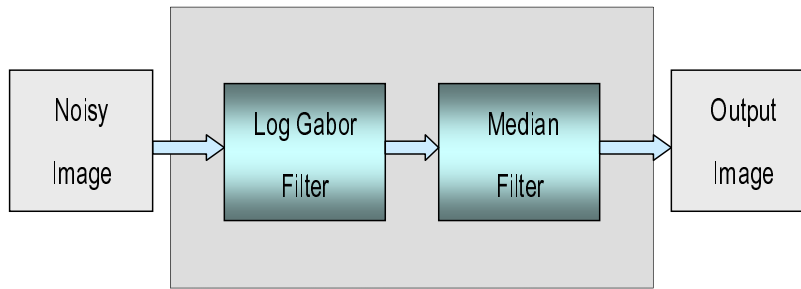 Noisy
Image
Log Gabor
Filter
Median
Filter
Output
Image